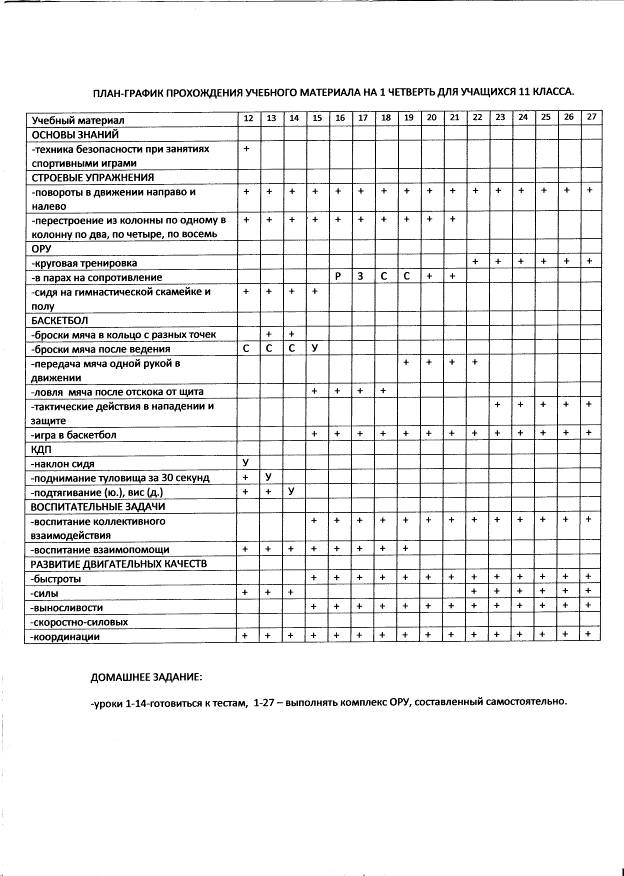 ПЛАН-ГРАФИК ПРОХОЖДЕНИЯ УЧЕБНОГО МАТЕРИАЛА НА 1 ЧЕТВЕРТЬ ДЛЯ УЧАЩИХСЯ 11 КЛАССА.
Учебный материал 12 13 14 15 16 17 18 19 20 21 22 23 24 25 26 27
ОСНОВЫ ЗНАНИЙ
-техника безопасности при занятиях +
спортивными играми
СТРОЕВЫЕ УПРАЖНЕНИЯ
-повороты в движении направо и + + + + + + + + + + + + + + + +
налево
-перестроение из колонны по одному в + + + + + + + + + +
колонну по два, по четыре, по восемь
ОРУ
-круговая тренировка + + + + + +
-в парах на сопротивление Р З С С + +
-сидя на гимнастической скамейке и + + + +
полу
БАСКЕТБОЛ
-броски мяча в кольцо с разных точек + +
-броски мяча после ведения С С С У
-передача мяча одной рукой в + + + +
движении
-ловля мяча после отскока от щита + + + +
-тактические действия в нападении и + + + + +
защите
-игра в баскетбол + + + + + + + + + + + + +
КДП
-наклон сидя У
-поднимание туловища за 30 секунд + У
-подтягивание (ю.), вис (д.) + + У
ВОСПИТАТЕЛЬНЫЕ ЗАДАЧИ
-воспитание коллективного + + + + + + + + + + + + +
взаимодействия
-воспитание взаимопомощи + + + + + + + +
РАЗВИТИЕ ДВИГАТЕЛЬНЫХ КАЧЕСТВ
-быстроты + + + + + + + + + + + + +
-силы + + + + + + + + +
-выносливости + + + + + + + + + + + + +
-скоростно-силовых
-координации + + + + + + + + + + + + + + + +
ДОМАШНЕЕ ЗАДАНИЕ:
-уроки 1-14-готовиться к тестам, 1-27 – выполнять комплекс ОРУ, составленный самостоятельно.